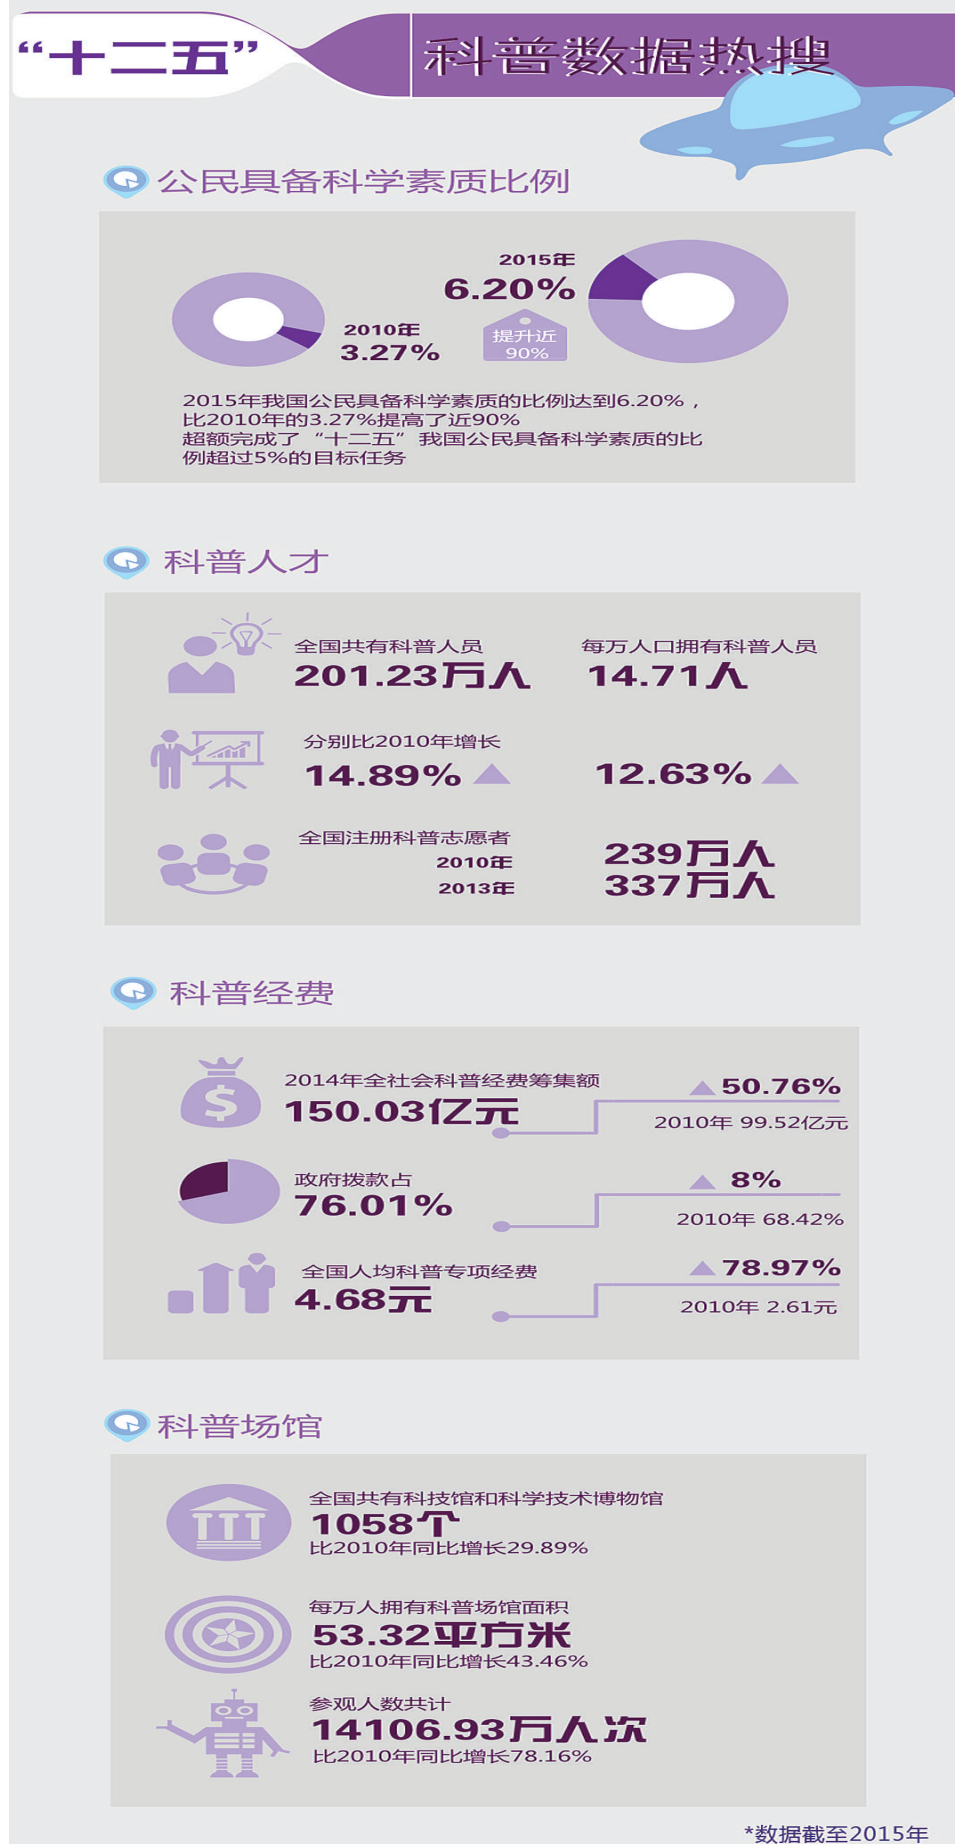 “十二五”
科普数据热搜
公民具备科学素质比例
2015年
6.20%
2010年
3.27%
提升近
90%
2015年我国公民具备科学素质的比例达到6.20%，
比2010年的3.27%提高了近90%
超额完成了“十二五”我国公民具备科学素质的比
例超过5%的目标任务
科普人才
全国共有科普人员
201.23万人
每万人口拥有科普人员
14.71人
分别比2010年增长
14.89%
12.63%
全国注册科普志愿者
2010年 239万人
2013年 337万人
科普经费
2014年全社会科普经费筹集额
150.03亿元
50.76%
2010年 99.52亿元
政府拨款占
76.01%
8%
2010年 68.42%
全国人均科普专项经费
4.68元
78.97%
2010年 2.61元
科普场馆
全国共有科技馆和科学技术博物馆
1058个
比2010年同比增长29.89%
每万人拥有科普场馆面积
53.32平方米
比2010年同比增长43.46%
参观人数共计
14106.93万人次
比2010年同比增长78.16%
*数据截至2015年